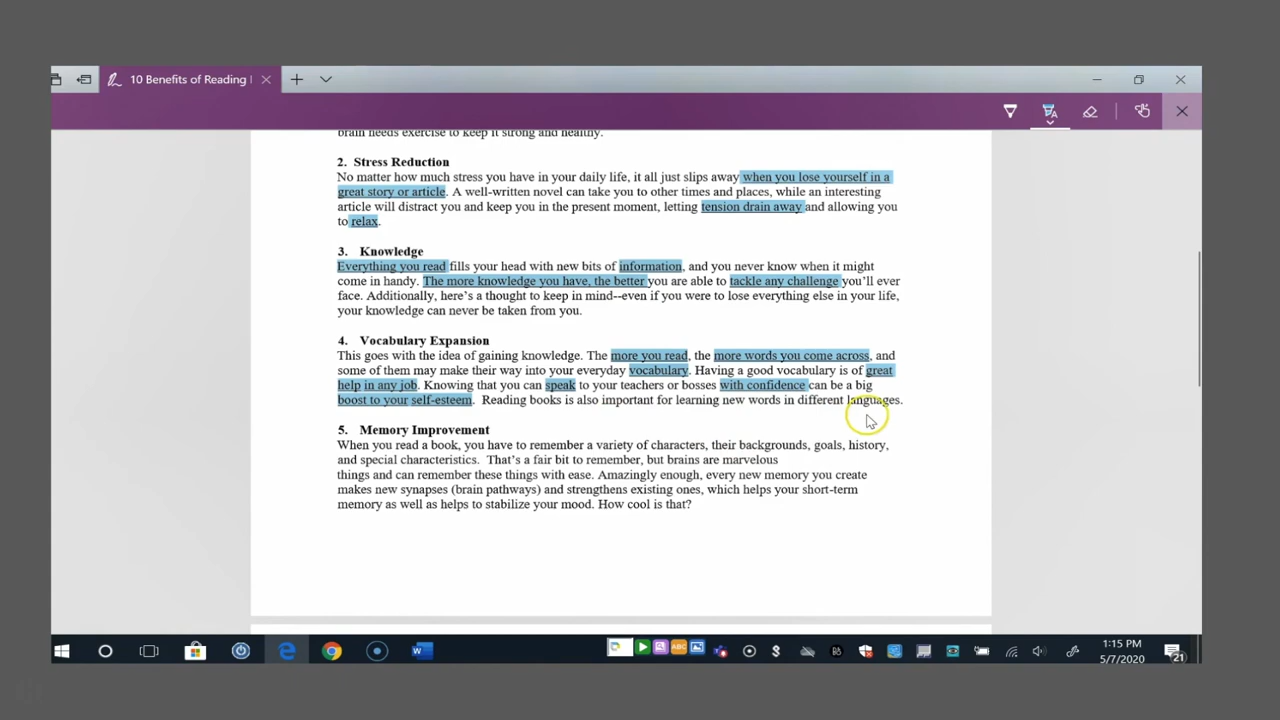 10 Benefits of Reading
brain needs exercise to keep it strong and healthy.
2. Stress Reduction
No matter how much stress you have in your daily life, it all just slips away when you lose yourself in a
great story or article. A well-written novel can take you to other times and places, while an interesting
article will distract you and keep you in the present moment, letting tension drain away and allowing you
to relax.
3. Knowledge
Everything you read fills your head with new bits of information, and you never know when it might
come in handy. The more knowledge you have, the better you are able to tackle any challenge you’ll ever
face. Additionally, here’s a thought to keep in mind--even if you were to lose everything else in your life,
your knowledge can never be taken from you.
4. Vocabulary Expansion
This goes with the idea of gaining knowledge. The more you read, the more words you come across, and
some of them may make their way into your everyday vocabulary. Having a good vocabulary is of great
help in any job. Knowing that you can speak to your teachers or bosses with confidence can be a big
boost to your self-esteem. Reading books is also important for learning new words in different languages.
5. Memory Improvement
When you read a book, you have to remember a variety of characters, their backgrounds, goals, history,
and special characteristics. That’s a fair bit to remember, but brains are marvelous
things and can remember these things with ease. Amazingly enough, every new memory you create
makes new synapses (brain pathways) and strengthens existing ones, which helps your short-term
memory as well as helps to stabilize your mood. How cool is that?
ABC
1:15 PM
5/7/2020
21